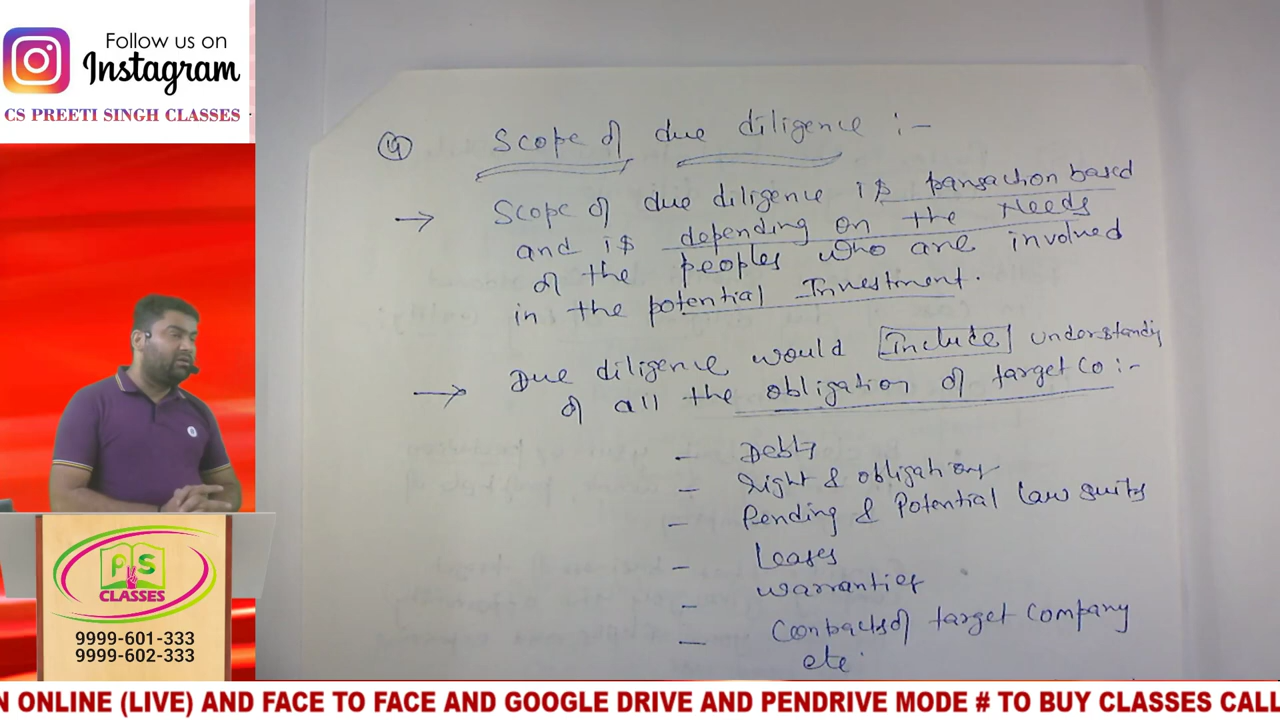 Follow us on
Instagram
CS PREETI SINGH CLASSES
(4) Scope of due diligence :-
→ Scope of due diligence is transaction based
and is depending on the Needs
of the peoples who are involved
in the potential Investment.
→ Due diligence would Include understanding
of all the obligation of target Co :-
- Debts
- right & obligations
- Pending & Potential law suits
- Leases
- warranties
- Contracts of target company
etc
PS
CLASSES
9999-601-333
9999-602-333
N ONLINE (LIVE) AND FACE TO FACE AND GOOGLE DRIVE AND PENDRIVE MODE # TO BUY CLASSES CALL